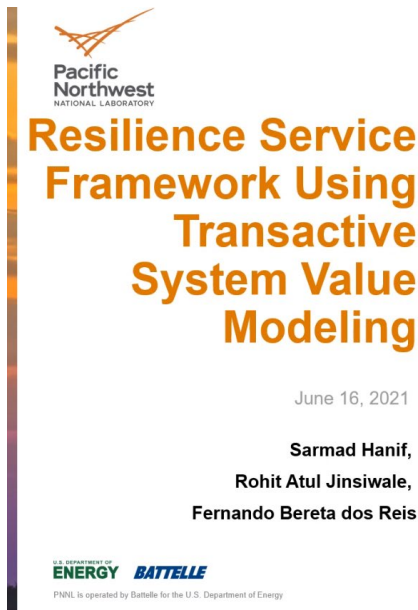 Pacific
Northwest
NATIONAL LABORATORY
Resilience Service
Framework Using
Transactive
System Value
Modeling
June 16, 2021
Sarmad Hanif,
Rohit Atul Jinsiwale,
Fernando Bereta dos Reis
U.S. DEPARTMENT OF
ENERGY BATTELLE
PNNL is operated by Battelle for the U.S. Department of Energy